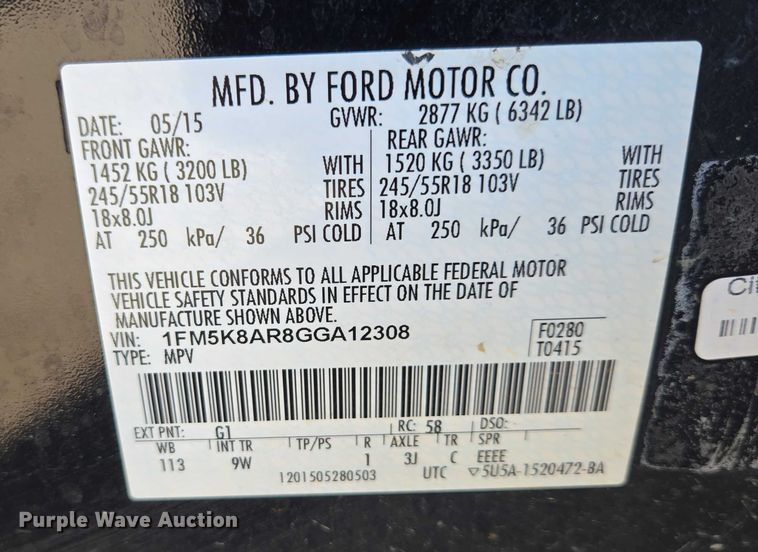 MFD. BY FORD MOTOR CO.
DATE: 05/15 GVWR: 2877 KG ( 6342 LB)
FRONT GAWR: REAR GAWR:
1452 KG ( 3200 LB) WITH 1520 KG ( 3350 LB) WITH
245/55R18 103V TIRES 245/55R18 103V TIRES
18x8.0J RIMS 18x8.0J RIMS
AT 250 kPa/ 36 PSI COLD AT 250 kPa/ 36 PSI COLD
THIS VEHICLE CONFORMS TO ALL APPLICABLE FEDERAL MOTOR
VEHICLE SAFETY STANDARDS IN EFFECT ON THE DATE OF
MANUFACTURE SHOWN ABOVE.
VIN: 1FM5K8AR8GGA12308 F0280
TYPE: MPV T0415
EXT PNT: G1 RC: 58 DSO:
WB INT TR TP/PS R AXLE TR SPR
113 9W 1 3J C EEEE
1201505280503 UTC ▽5U5A-1520472-BA
Purple Wave Auction